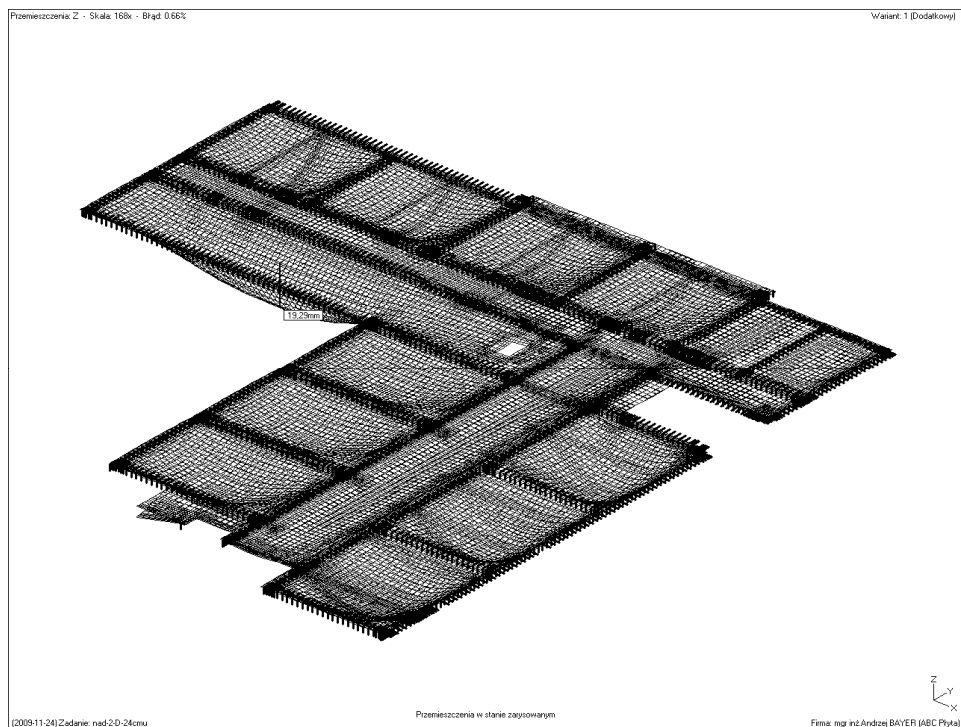 Przemieszczenia: Z - Skala: 168x - Błąd: 0.66%
Wariant: 1 (Dodatkowy)
19,29mm
Z
Y
X
Przemieszczenia w stanie zarysowanym
(2009-11-24) Zadanie: nad-2-D-24cmu
Firma: mgr inż.Andrzej BAYER (ABC Płyta)